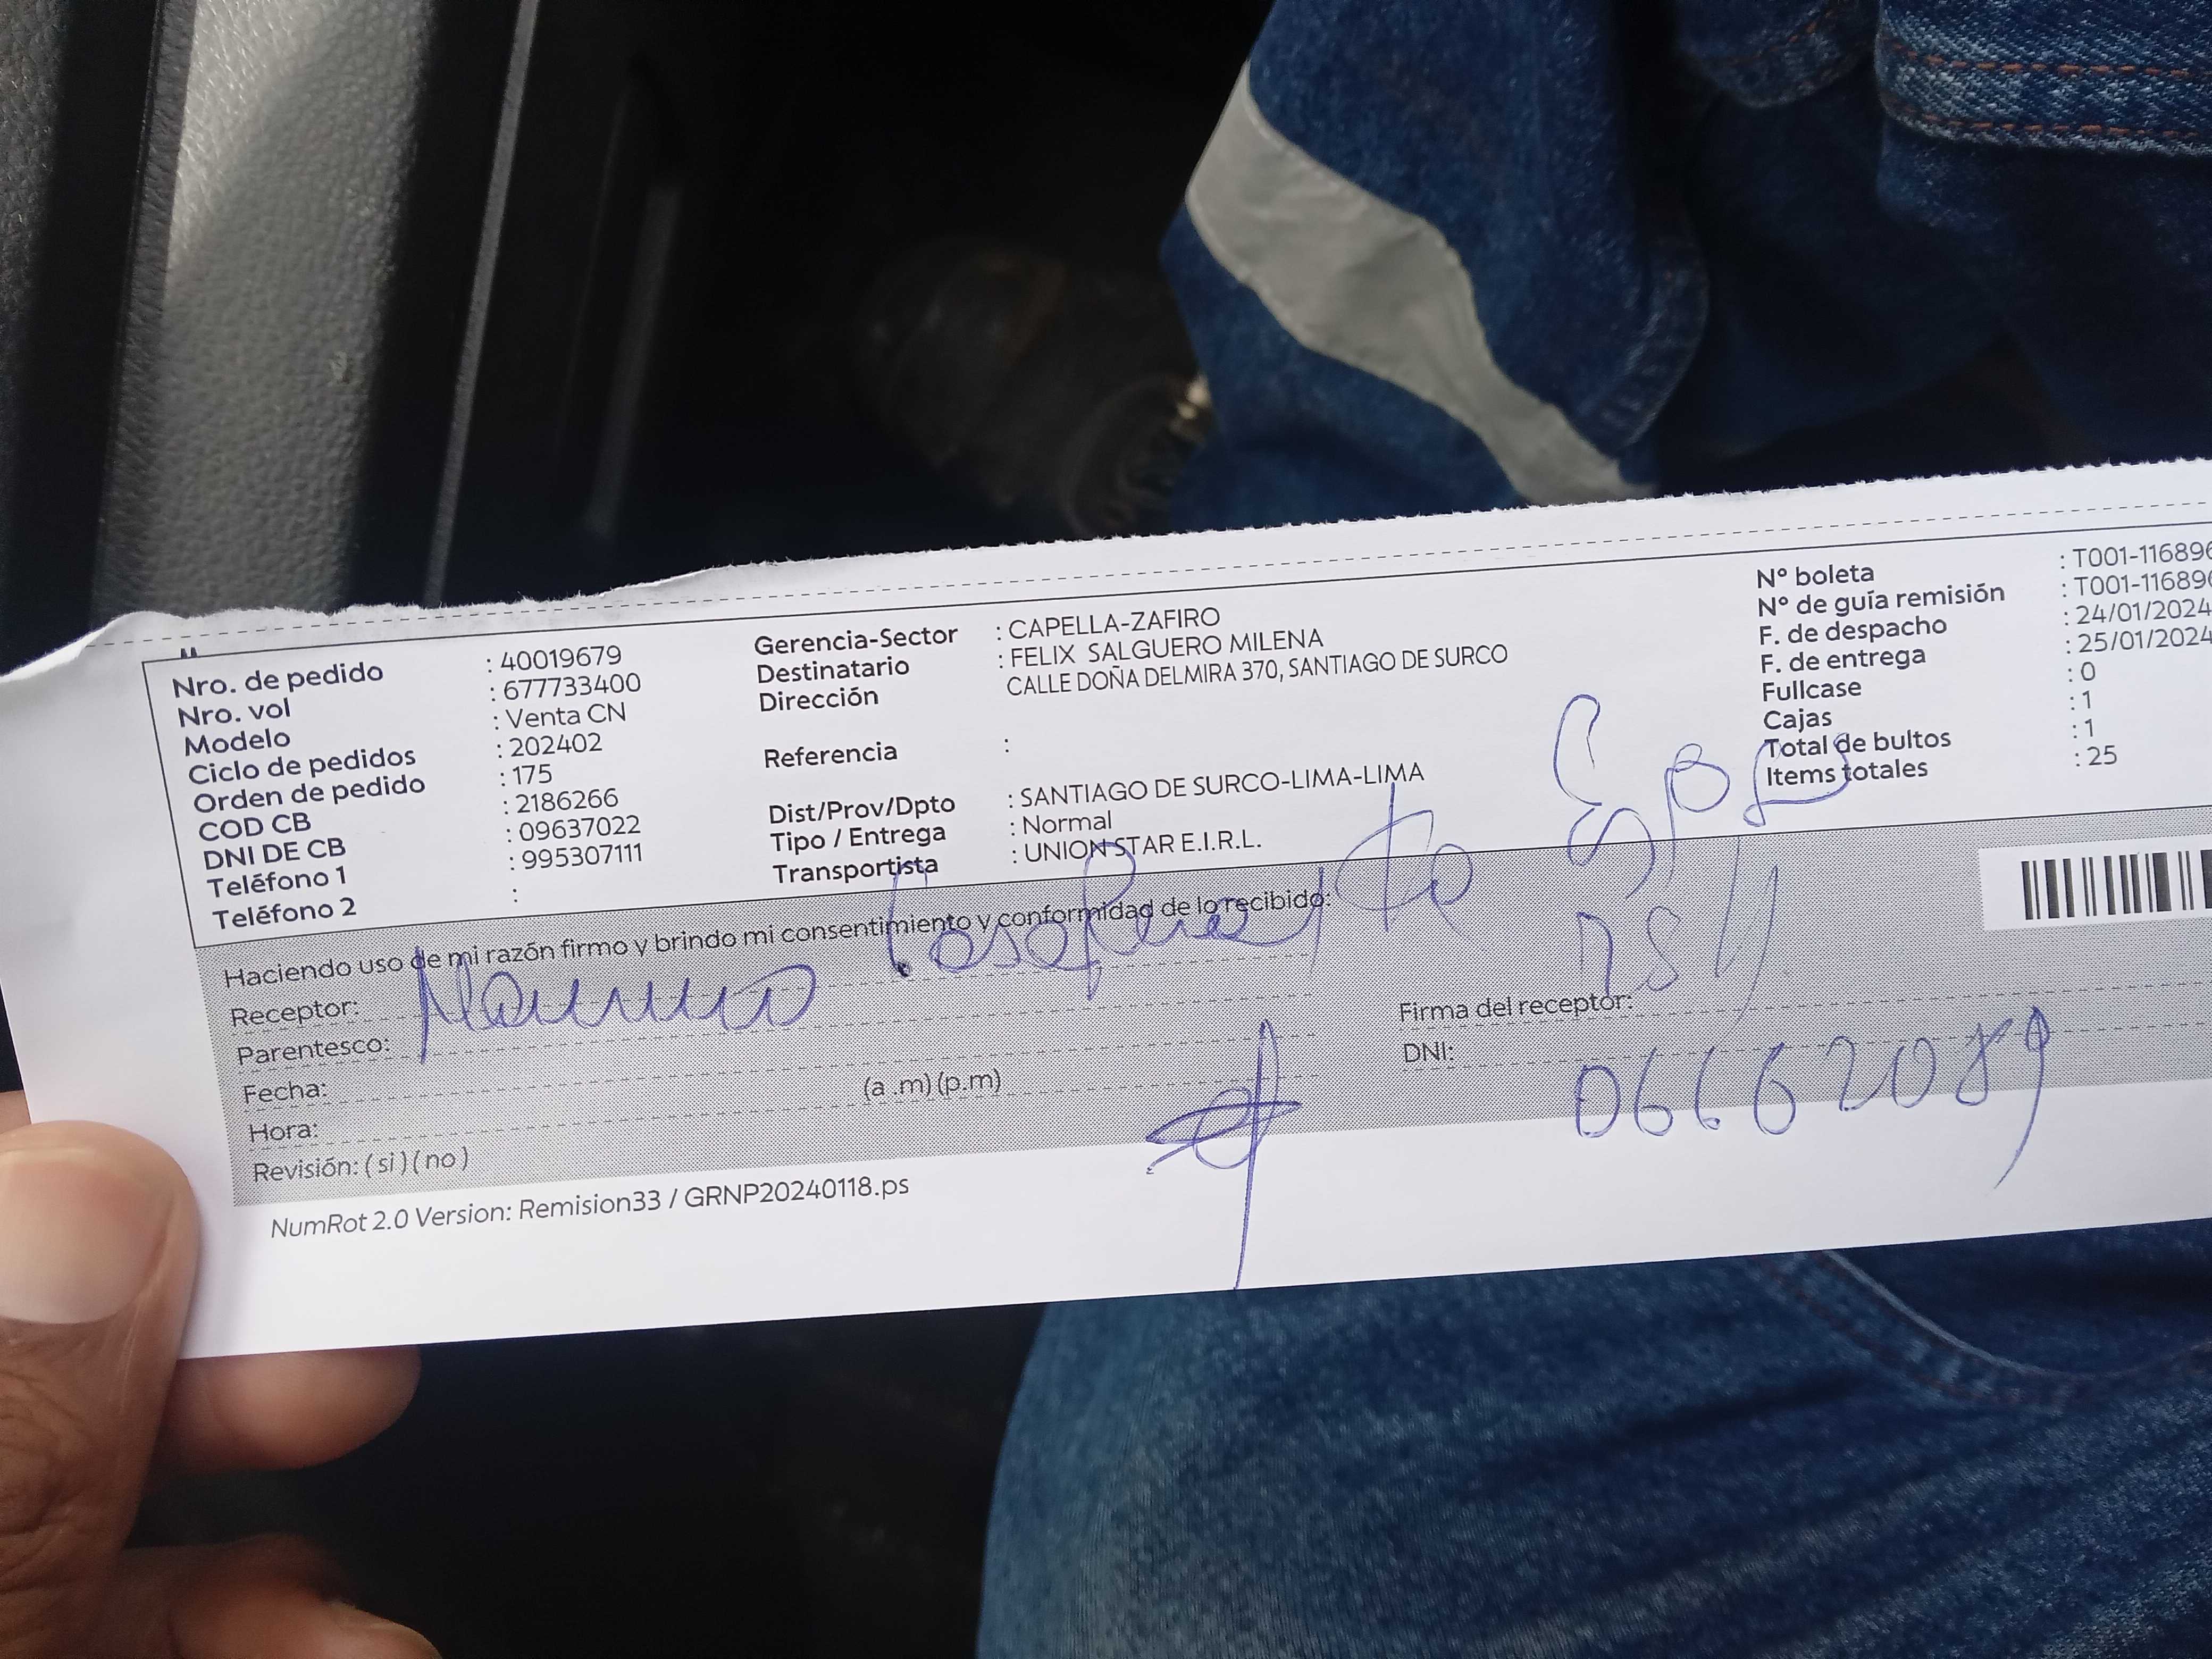 Nro. de pedido : 40019679
Nro. vol : 677733400
Modelo : Venta CN
Ciclo de pedidos : 202402
Orden de pedido : 175
COD CB : 2186266
DNI DE CB : 09637022
Teléfono 1 : 995307111
Teléfono 2 :
Gerencia-Sector : CAPELLA-ZAFIRO
Destinatario : FELIX SALGUERO MILENA
Dirección CALLE DOÑA DELMIRA 370, SANTIAGO DE SURCO
Referencia :
Dist/Prov/Dpto : SANTIAGO DE SURCO-LIMA-LIMA
Tipo / Entrega : Normal
Transportista : UNION STAR E.I.R.L.
N° boleta : T001-116896
N° de guía remisión : T001-116896
F. de despacho : 24/01/2024
F. de entrega : 25/01/2024
Fullcase : 0
Cajas : 1
Total de bultos : 1
Items totales : 25
Haciendo uso de mi razón firmo y brindo mi consentimiento y conformidad de lo recibido:
Receptor:
Parentesco:
Fecha:
Hora: (a .m) (p.m)
Revisión: ( si ) ( no )
Firma del receptor:
DNI: 06662089
NumRot 2.0 Version: Remision33 / GRNP20240118.ps